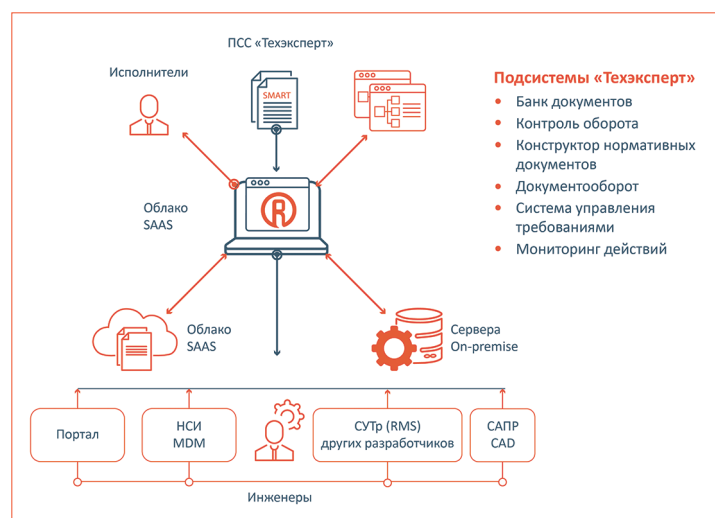 ПСС «Техэксперт»
Исполнители
SMART
R
Облако
SAAS
Облако
SAAS
Сервера
On-premise
Подсистемы «Техэксперт»
• Банк документов
• Контроль оборота
• Конструктор нормативных
документов
• Документооборот
• Система управления
требованиями
• Мониторинг действий
Портал
НСИ
MDM
СУТр (RMS)
других разработчиков
САПР
CAD
Инженеры